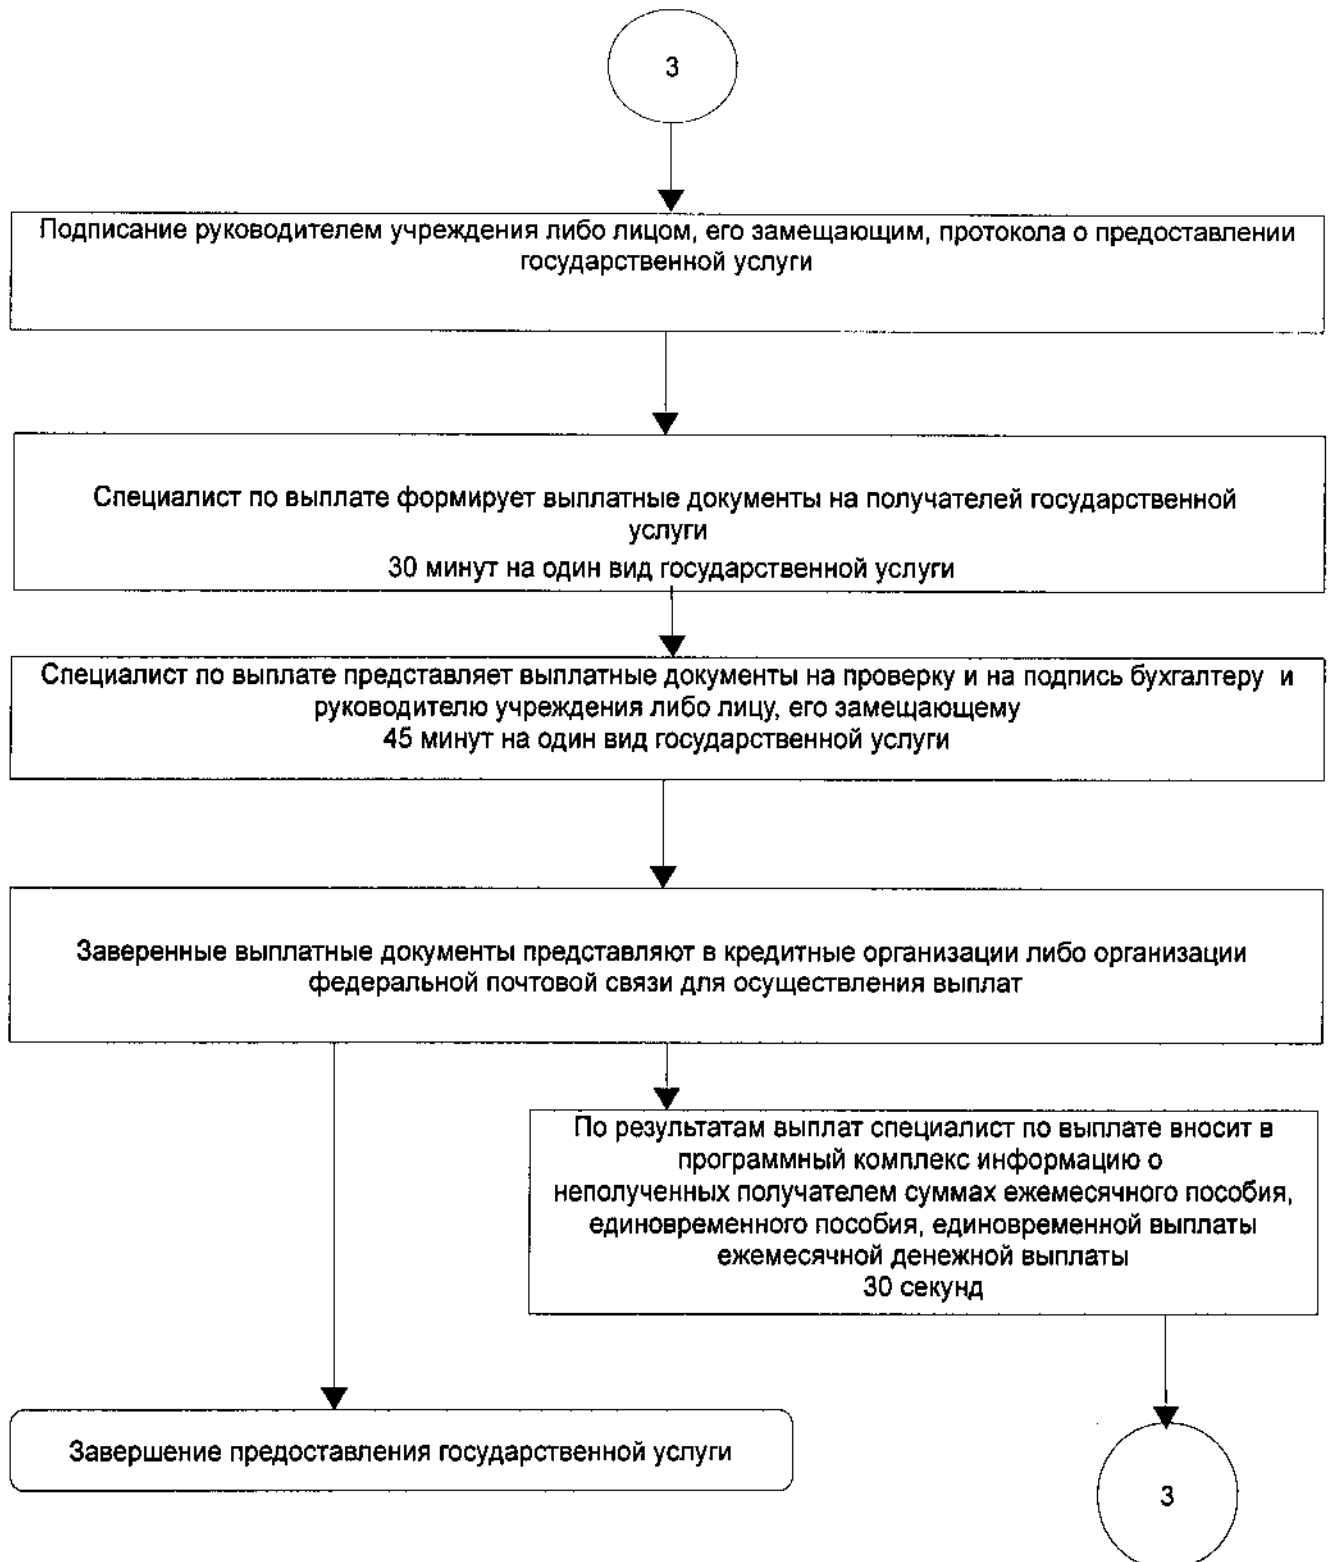 3
Подписание руководителем учреждения либо лицом, его замещающим, протокола о предоставлении
государственной услуги
Специалист по выплате формирует выплатные документы на получателей государственной
услуги
30 минут на один вид государственной услуги
Специалист по выплате представляет выплатные документы на проверку и на подпись бухгалтеру и
руководителю учреждения либо лицу, его замещающему
45 минут на один вид государственной услуги
Заверенные выплатные документы представляют в кредитные организации либо организации
федеральной почтовой связи для осуществления выплат
По результатам выплат специалист по выплате вносит в
программный комплекс информацию о
неполученных получателем суммах ежемесячного пособия,
единовременного пособия, единовременной выплаты
ежемесячной денежной выплаты
30 секунд
Завершение предоставления государственной услуги
3